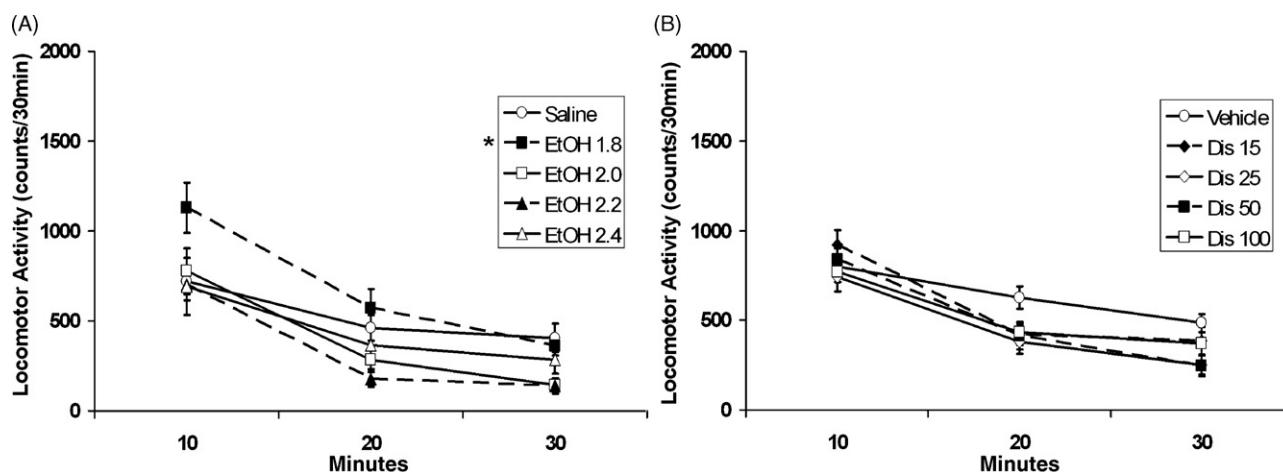 (A)
Locomotor Activity (counts/30min)
2000
1500
1000
500
0
10 20 30
Minutes
Saline
* EtOH 1.8
EtOH 2.0
EtOH 2.2
EtOH 2.4
(B)
Locomotor Activity (counts/30min)
2000
1500
1000
500
0
10 20 30
Minutes
Vehicle
Dis 15
Dis 25
Dis 50
Dis 100